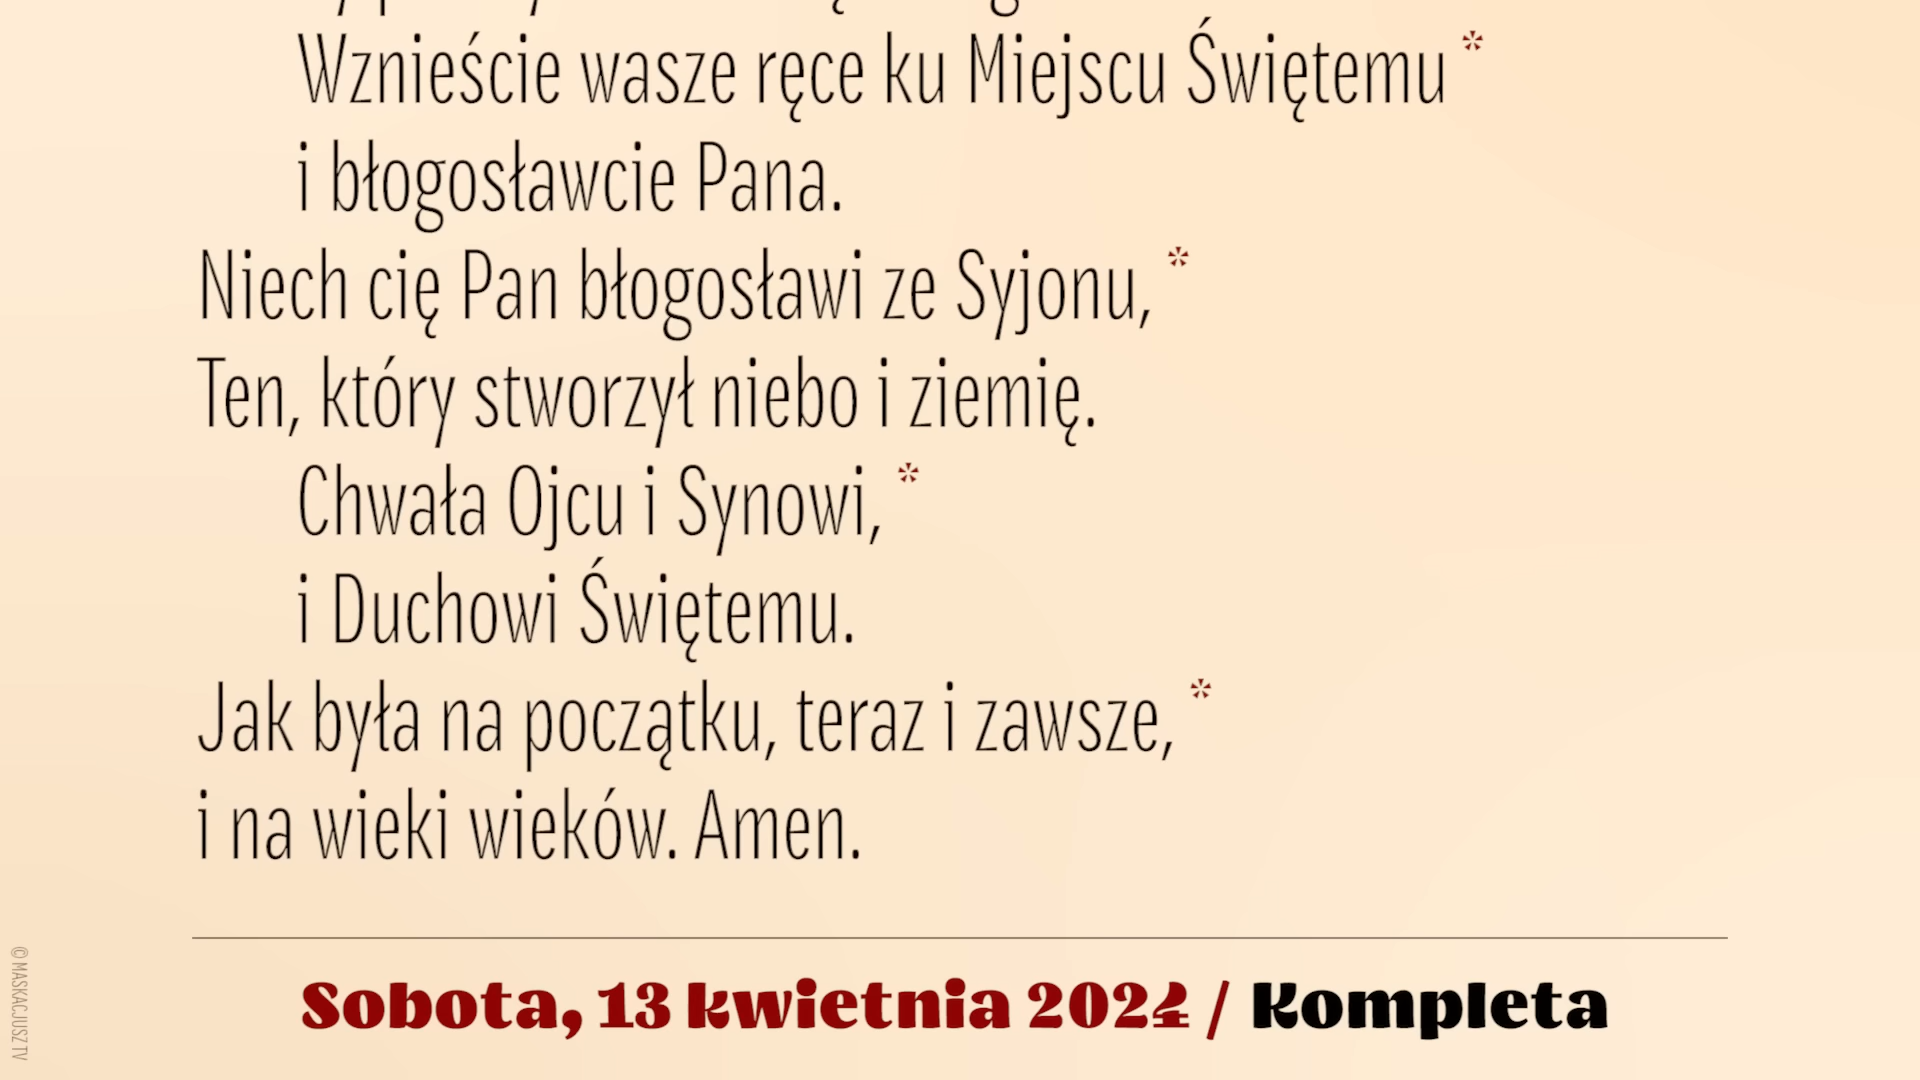 Wznieście wasze ręce ku Miejscu Świętemu *
i błogosławcie Pana.
Niech cię Pan błogosławi ze Syjonu, *
Ten, który stworzył niebo i ziemię.
Chwała Ojcu i Synowi, *
i Duchowi Świętemu.
Jak była na początku, teraz i zawsze, *
i na wieki wieków. Amen.
Sobota, 13 kwietnia 2024 / Kompleta
© MASKACJUSZ TV